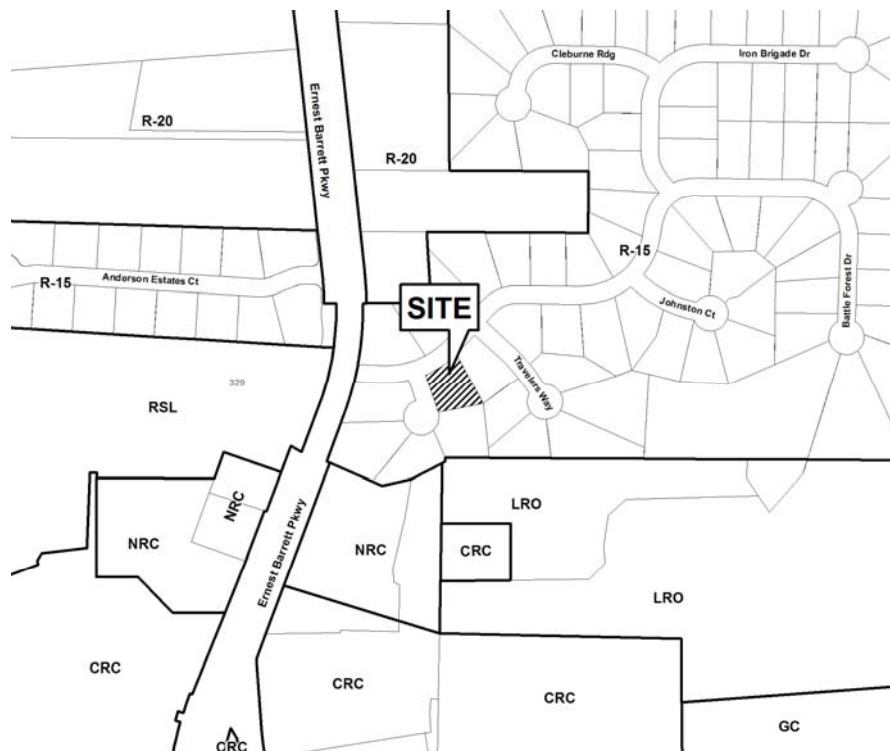 Cleburne Rdg
Iron Brigade Dr
Ernest Barrett Pkwy
R-20
R-20
R-15
Anderson Estates Ct
R-15
SITE
Johnston Ct
Battle Forest Dr
Travelers Way
329
RSL
NRC
NRC
Ernest Barrett Pkwy
NRC
LRO
CRC
LRO
CRC
CRC
CRC
CRC
GC